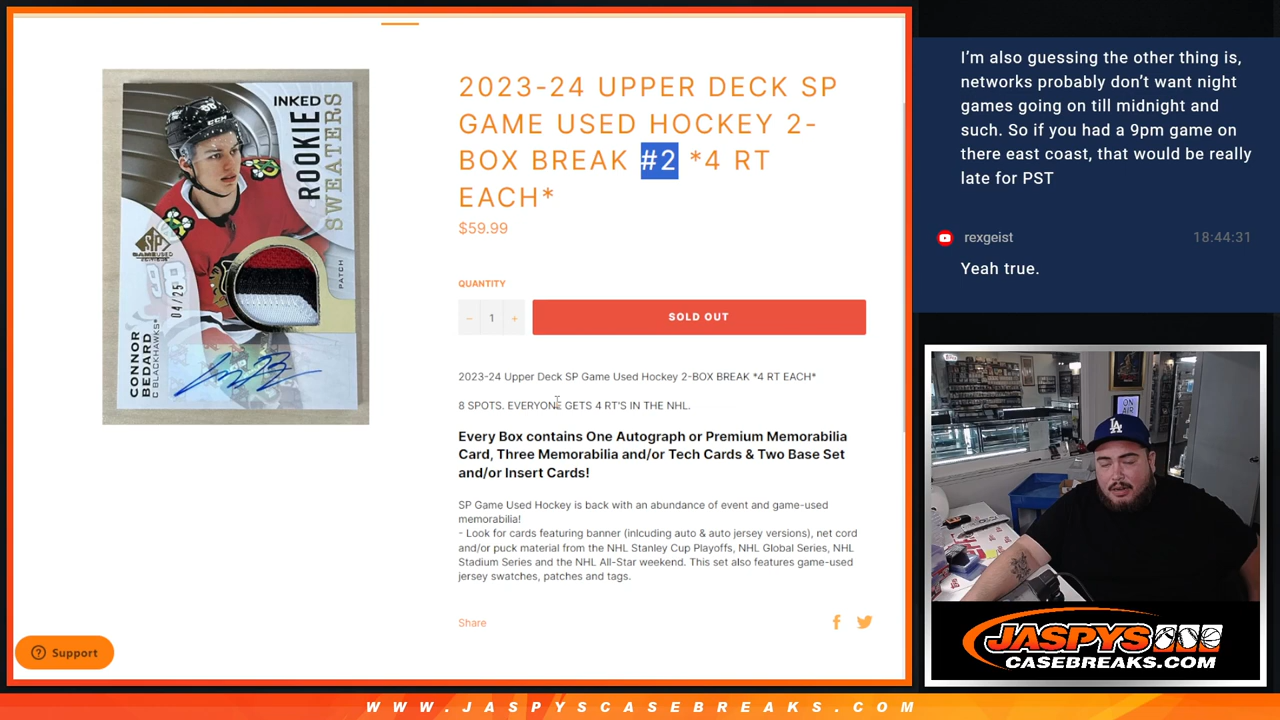 2023-24 UPPER DECK SP
GAME USED HOCKEY 2-
BOX BREAK #2 *4 RT
EACH*
$59.99
QUANTITY
− 1 +
SOLD OUT
2023-24 Upper Deck SP Game Used Hockey 2-BOX BREAK *4 RT EACH*
8 SPOTS. EVERYONE GETS 4 RT'S IN THE NHL.
Every Box contains One Autograph or Premium Memorabilia
Card, Three Memorabilia and/or Tech Cards & Two Base Set
and/or Insert Cards!
SP Game Used Hockey is back with an abundance of event and game-used
memorabilia!
- Look for cards featuring banner (inlcuding auto & auto jersey versions), net cord
and/or puck material from the NHL Stanley Cup Playoffs, NHL Global Series, NHL
Stadium Series and the NHL All-Star weekend. This set also features game-used
jersey swatches, patches and tags.
Share
Support
INKED
ROOKIE
SWEATERS
PATCH
SP
GAME USED
04/25
CONNOR
BEDARD
C BLACKHAWKS
I'm also guessing the other thing is,
networks probably don't want night
games going on till midnight and
such. So if you had a 9pm game on
there east coast, that would be really
late for PST
rexgeist 18:44:31
Yeah true.
ON
AIR
LA
JASPYS
CASEBREAKS.COM
WWW.JASPYSCASEBREAKS.COM